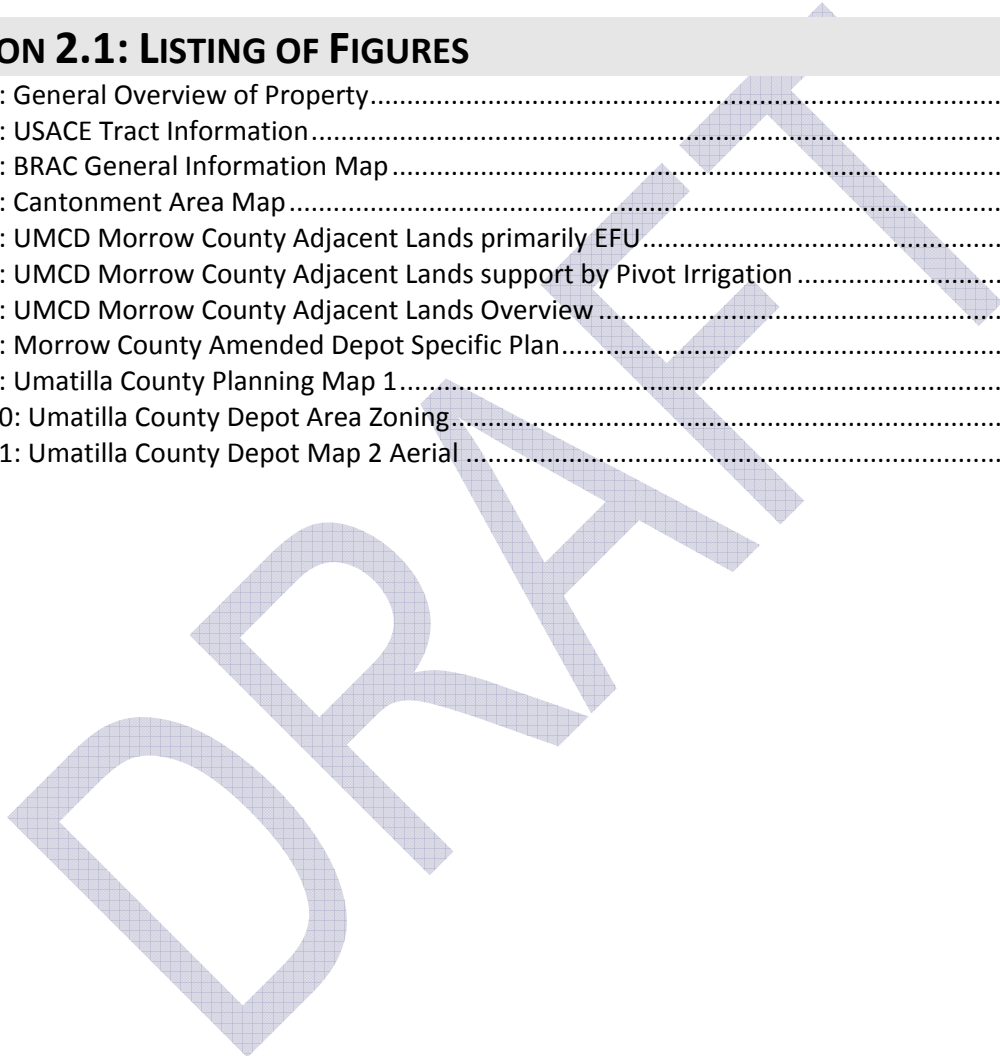 ON 2.1: LISTING OF FIGURES
: General Overview of Property
: USACE Tract Information
: BRAC General Information Map
: Cantonment Area Map
: UMCD Morrow County Adjacent Lands primarily EFU
: UMCD Morrow County Adjacent Lands support by Pivot Irrigation
: UMCD Morrow County Adjacent Lands Overview
: Morrow County Amended Depot Specific Plan
: Umatilla County Planning Map 1
0: Umatilla County Depot Area Zoning
1: Umatilla County Depot Map 2 Aerial
DRAFT